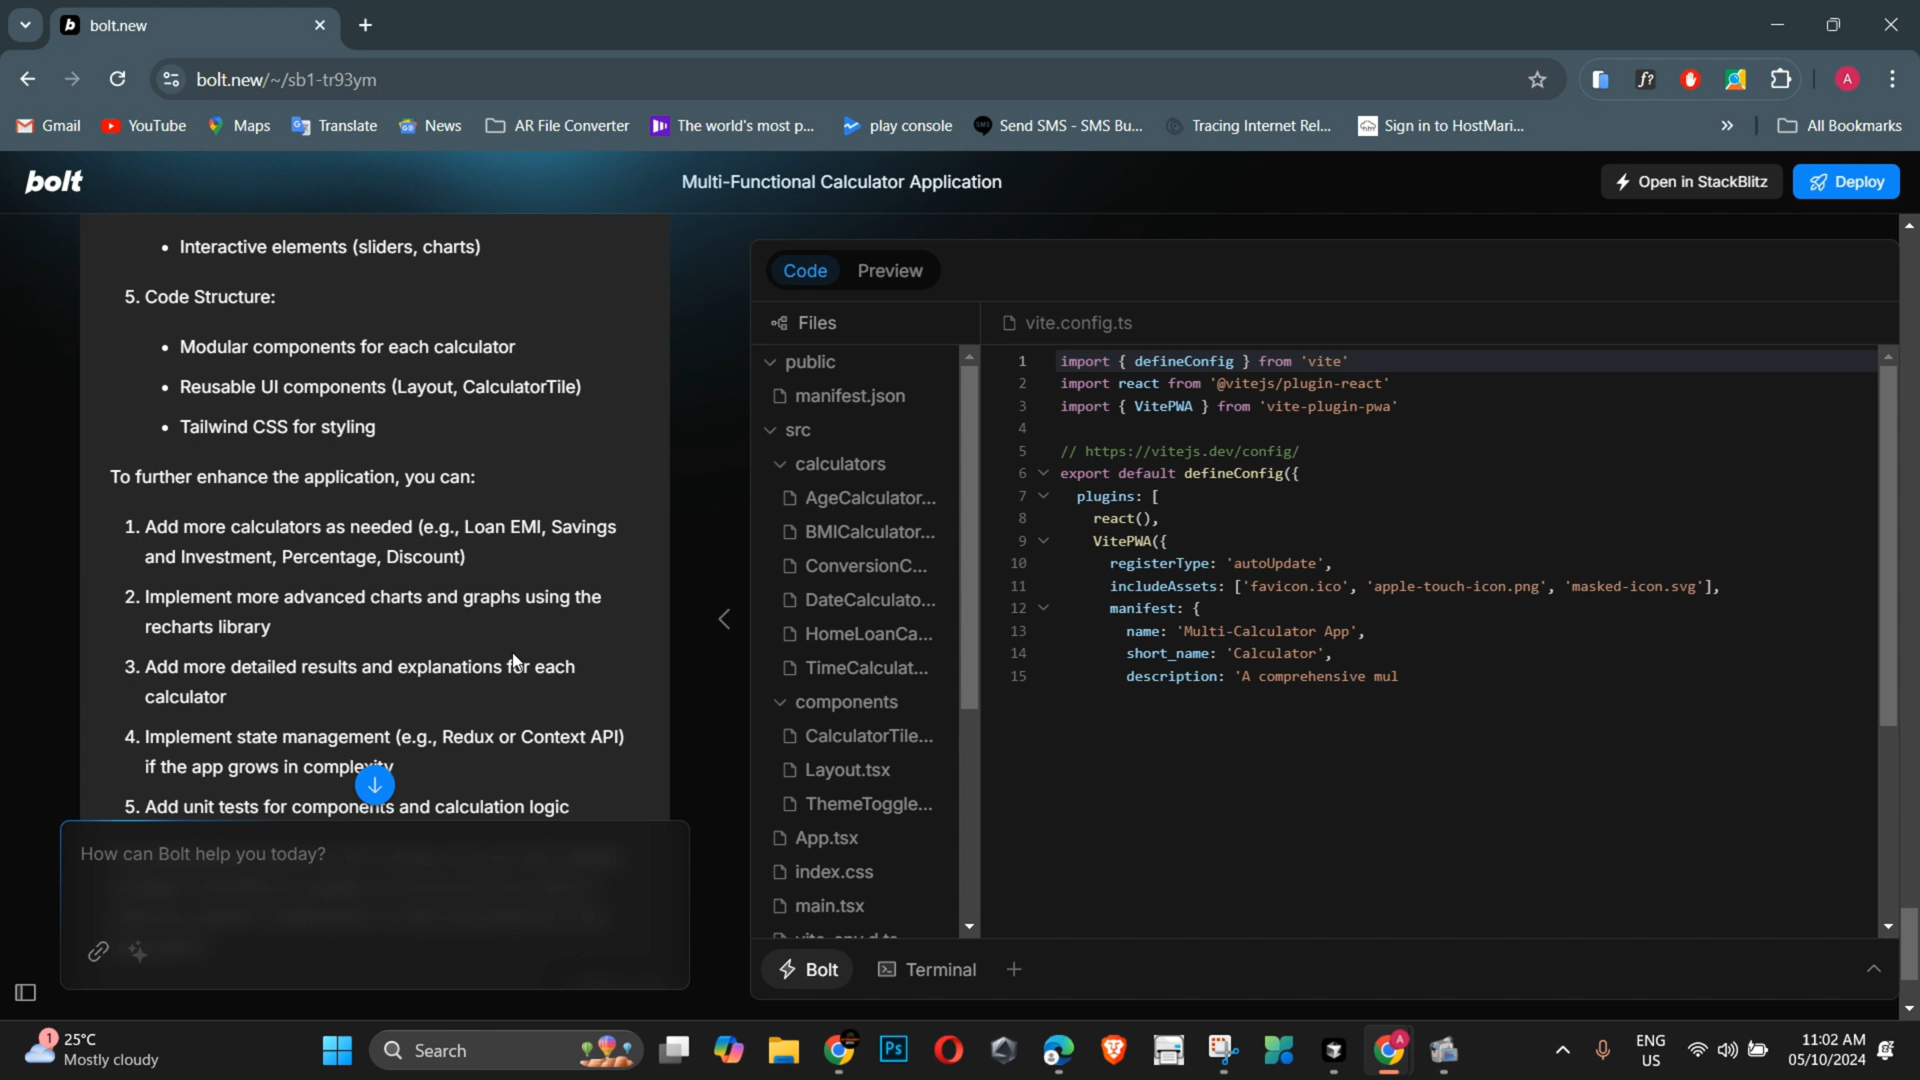 bolt.new
bolt.new/~/sb1-tr93ym
f?
A
Gmail
YouTube
Maps
Translate
News
AR File Converter
The world's most p...
play console
Send SMS - SMS Bu...
Tracing Internet Rel...
Sign in to HostMari...
All Bookmarks
bolt
Multi-Functional Calculator Application
Open in StackBlitz
Deploy
• Interactive elements (sliders, charts)
5. Code Structure:
• Modular components for each calculator
• Reusable UI components (Layout, CalculatorTile)
• Tailwind CSS for styling
To further enhance the application, you can:
1. Add more calculators as needed (e.g., Loan EMI, Savings
and Investment, Percentage, Discount)
2. Implement more advanced charts and graphs using the
recharts library
3. Add more detailed results and explanations for each
calculator
4. Implement state management (e.g., Redux or Context API)
if the app grows in complexity
5. Add unit tests for components and calculation logic
How can Bolt help you today?
Code
Preview
Files
public
manifest.json
src
calculators
AgeCalculator...
BMICalculator...
ConversionC...
DateCalculato...
HomeLoanCa...
TimeCalculat...
components
CalculatorTile...
Layout.tsx
ThemeToggle...
App.tsx
index.css
main.tsx
vite.config.ts
1 import { defineConfig } from 'vite'
2 import react from '@vitejs/plugin-react'
3 import { VitePWA } from 'vite-plugin-pwa'
4
5 // https://vitejs.dev/config/
6 export default defineConfig({
7 plugins: [
8 react(),
9 VitePWA({
10 registerType: 'autoUpdate',
11 includeAssets: ['favicon.ico', 'apple-touch-icon.png', 'masked-icon.svg'],
12 manifest: {
13 name: 'Multi-Calculator App',
14 short_name: 'Calculator',
15 description: 'A comprehensive mul
Bolt
Terminal
1
25°C
Mostly cloudy
Search
Ps
ENG
US
11:02 AM
05/10/2024